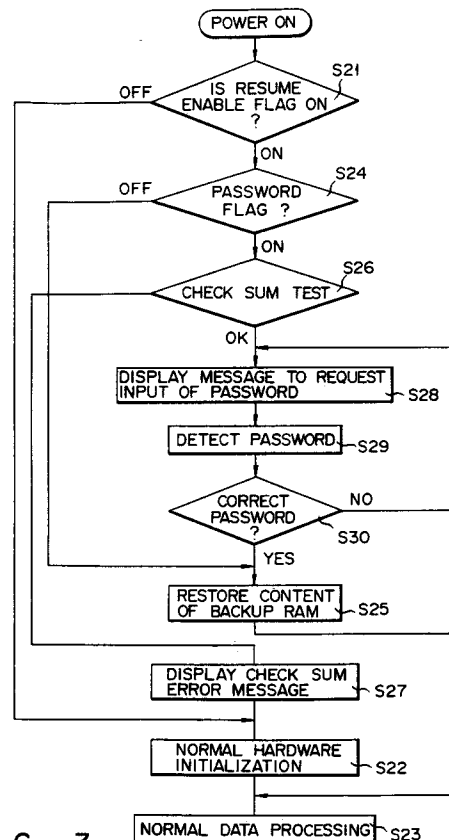 POWER ON
S21
OFF
IS RESUME
ENABLE FLAG ON
?
ON
S24
OFF
PASSWORD
FLAG ?
ON
S26
CHECK SUM TEST
OK
DISPLAY MESSAGE TO REQUEST
INPUT OF PASSWORD
S28
DETECT PASSWORD
S29
CORRECT
PASSWORD
?
NO
S30
YES
RESTORE CONTENT
OF BACKUP RAM
S25
DISPLAY CHECK SUM
ERROR MESSAGE
S27
NORMAL HARDWARE
INITIALIZATION
S22
NORMAL DATA PROCESSING
S23